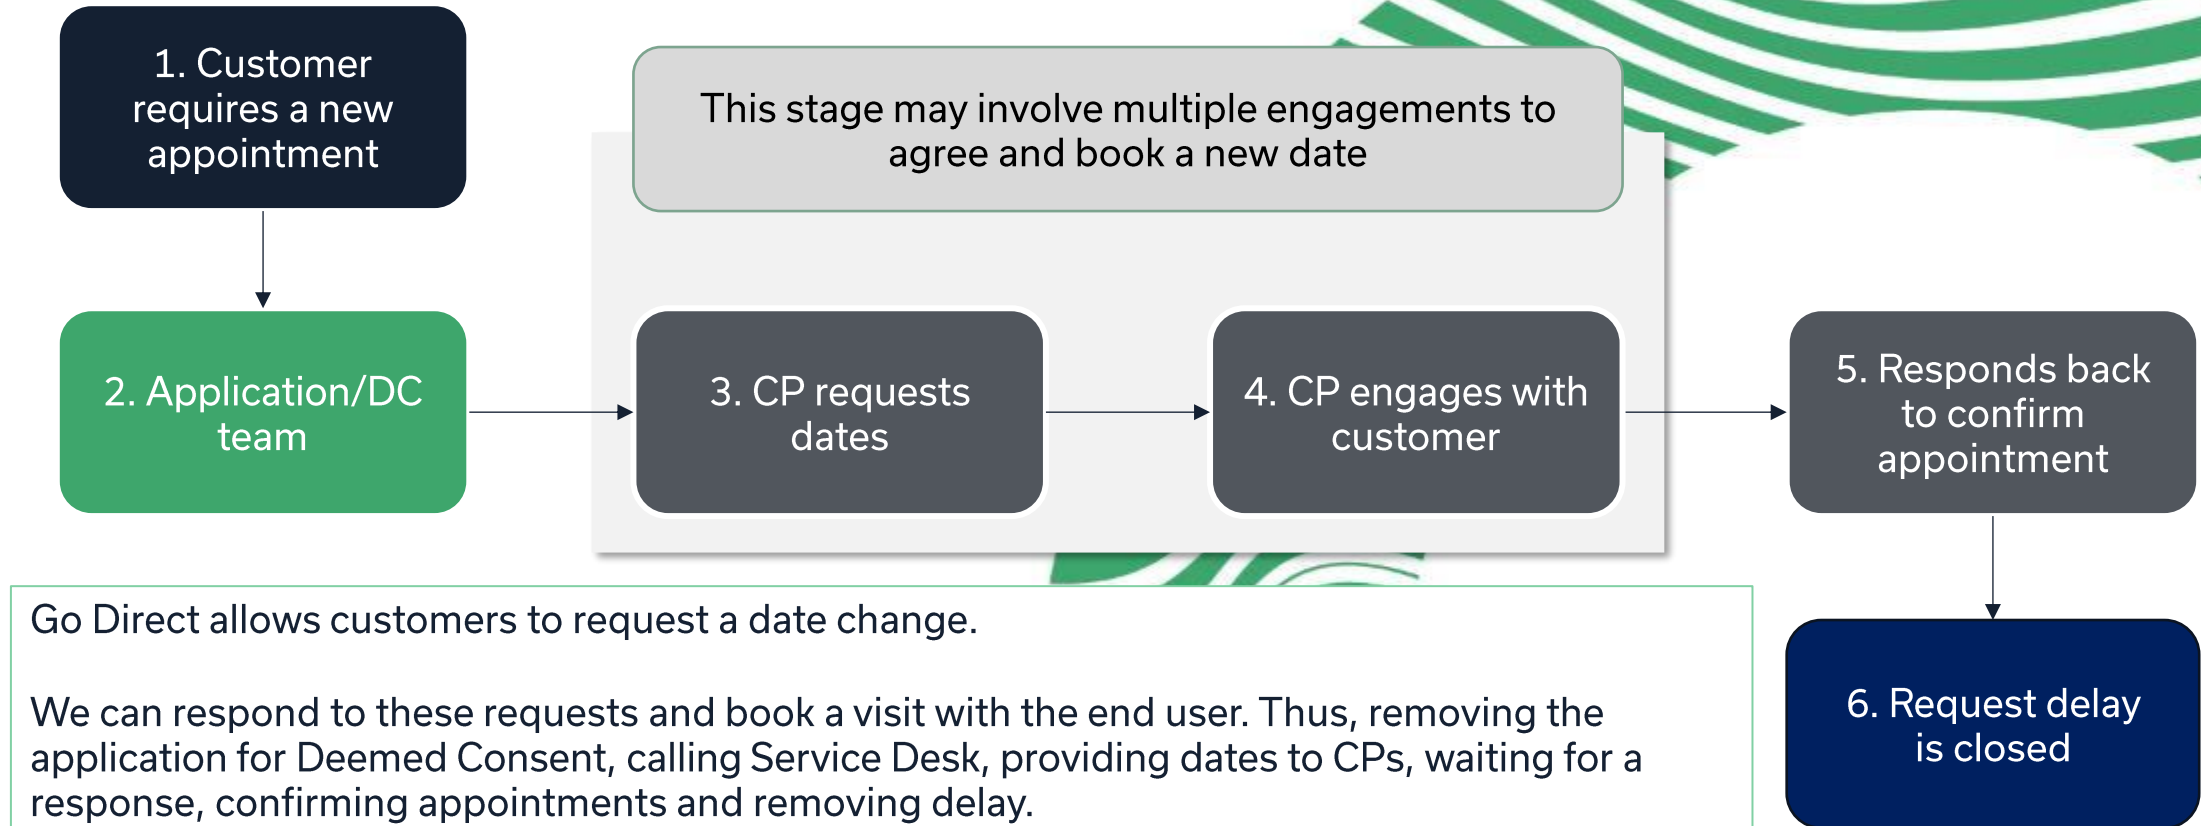 1. Customer
requires a new
appointment
This stage may involve multiple engagements to
agree and book a new date
2. Application/DC
team
3. CP requests
dates
4. CP engages with
customer
5. Responds back
to confirm
appointment
6. Request delay
is closed
Go Direct allows customers to request a date change.
We can respond to these requests and book a visit with the end user. Thus, removing the
application for Deemed Consent, calling Service Desk, providing dates to CPs, waiting for a
response, confirming appointments and removing delay.